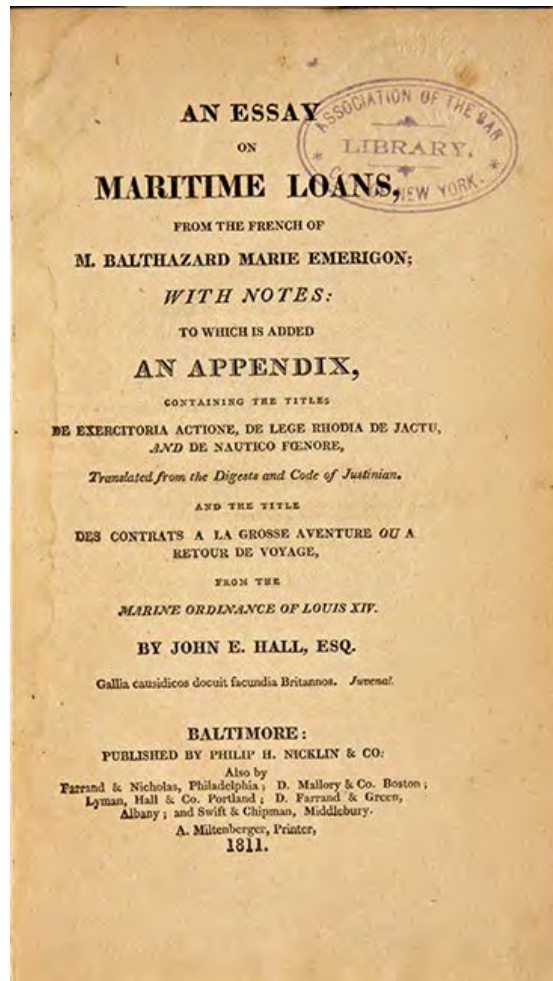 AN ESSAY
ON
MARITIME LOANS,
FROM THE FRENCH OF
M. BALTHAZARD MARIE EMERIGON;
WITH NOTES:
TO WHICH IS ADDED
AN APPENDIX,
CONTAINING THE TITLES
DE EXERCITORIA ACTIONE, DE LEGE RHODIA DE JACTU,
AND DE NAUTICO FŒNORE,
Translated from the Digests and Code of Justinian.
AND THE TITLE
DES CONTRATS A LA GROSSE AVENTURE OU A
RETOUR DE VOYAGE,
FROM THE
MARINE ORDINANCE OF LOUIS XIV.
BY JOHN E. HALL, ESQ.
Gallia causidicos docuit facundia Britannos. Juvenal.
BALTIMORE:
PUBLISHED BY PHILIP H. NICKLIN & CO:
Also by
Farrand & Nicholas, Philadelphia; D. Mallory & Co. Boston;
Lyman, Hall & Co. Portland; D. Farrand & Green,
Albany; and Swift & Chipman, Middlebury.
A. Miltenberger, Printer,
1811.
ASSOCIATION OF THE BAR
LIBRARY,
NEW YORK.